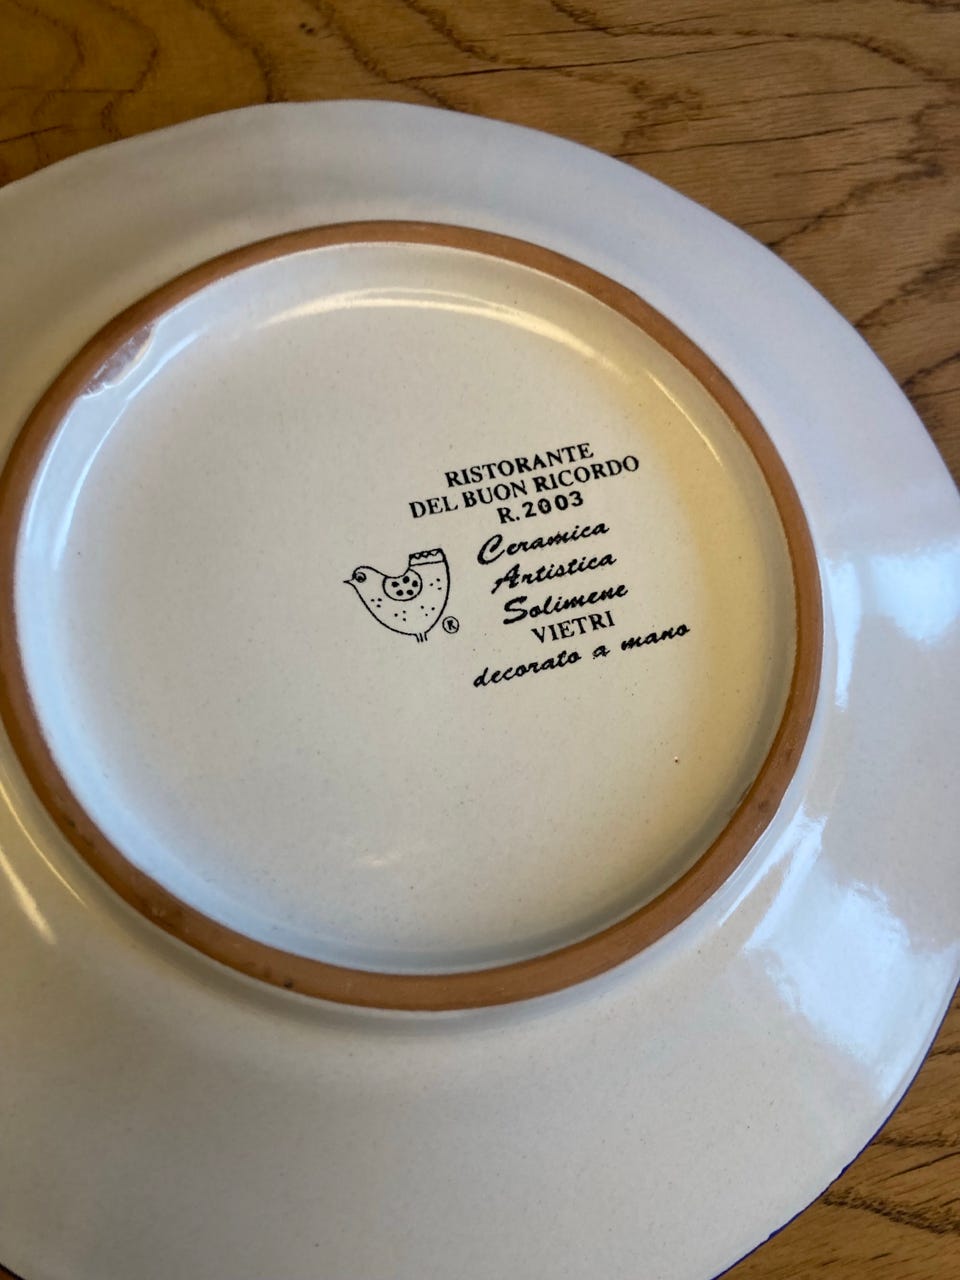 RISTORANTE
DEL BUON RICORDO
R.2003
Ceramica
Artistica
Solimene
VIETRI
decorato a mano
®